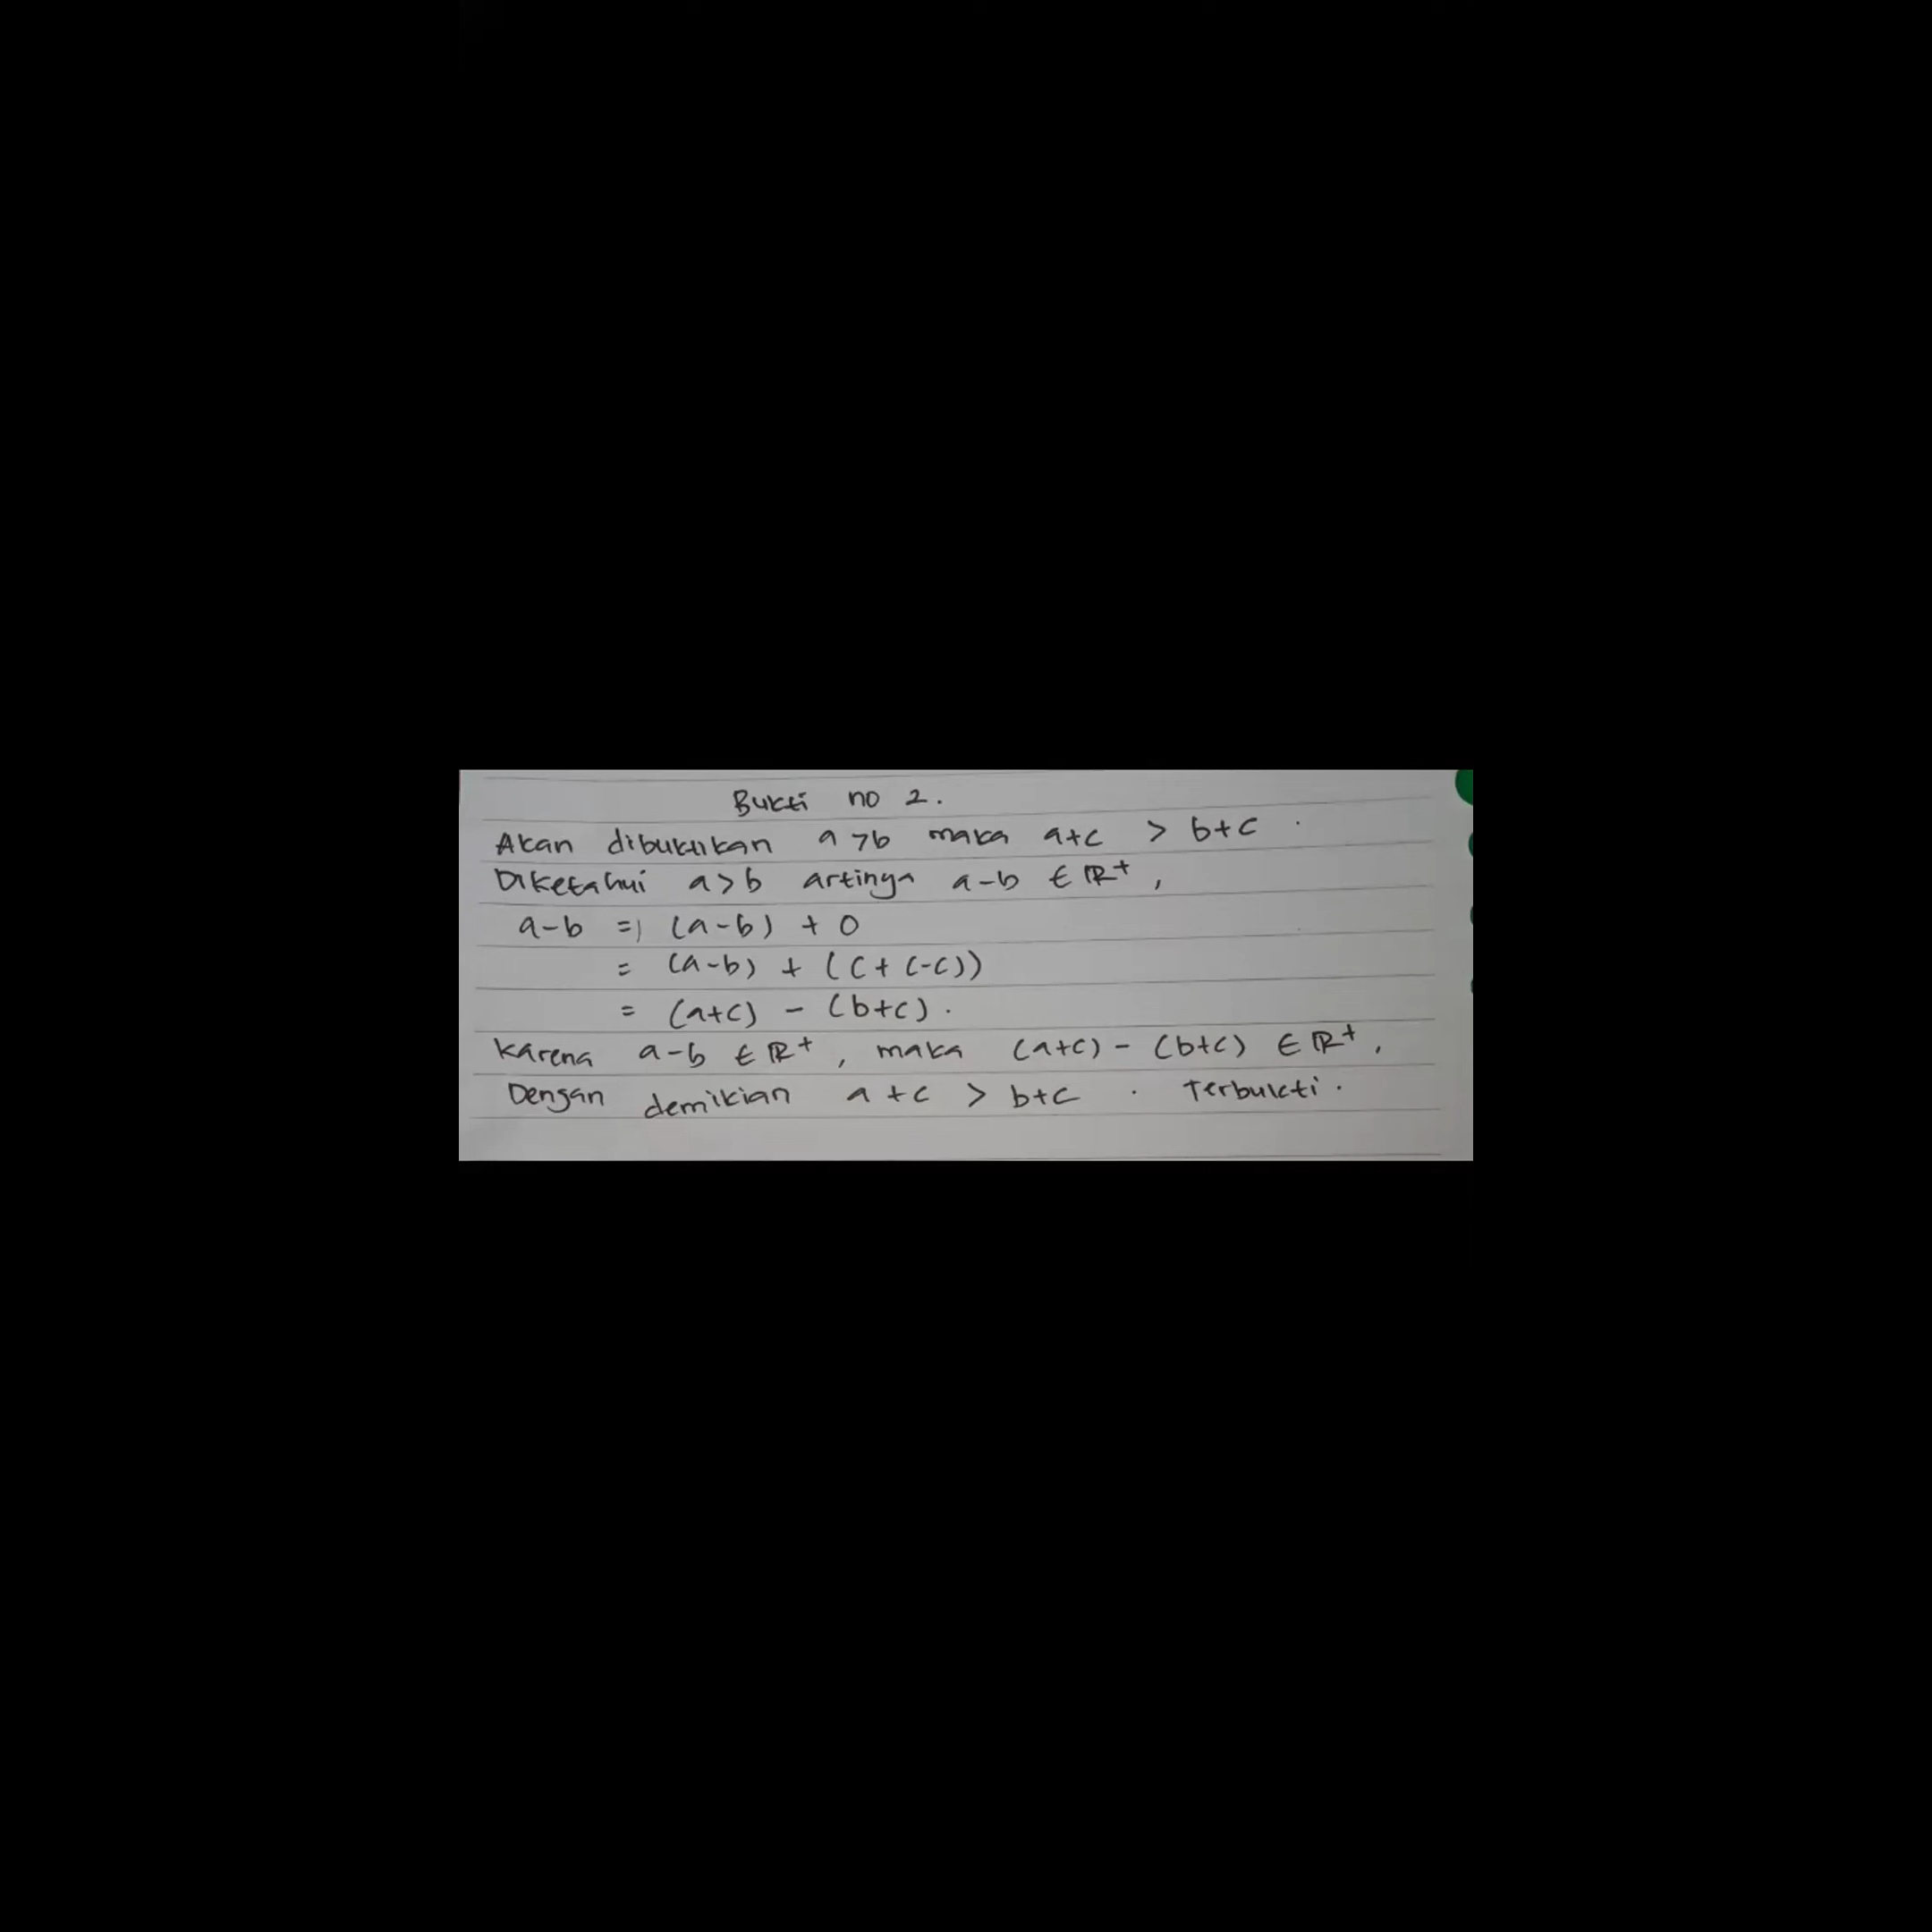 Bukti no 2.
Akan dibuktikan a > b maka a+c > b+c .
Diketahui a > b artinya a-b ∈ ℝ⁺,
a-b = (a-b) + 0
= (a-b) + (c + (-c))
= (a+c) - (b+c) .
Karena a-b ∈ ℝ⁺ , maka (a+c) - (b+c) ∈ ℝ⁺,
Dengan demikian a + c > b+c . Terbukti .